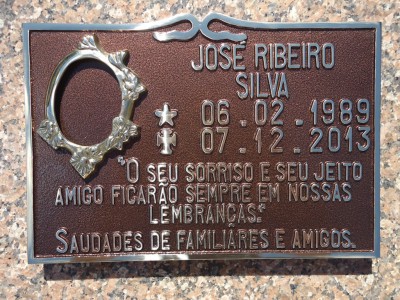 JOSÉ RIBEIRO
SILVA
06.02.1989
07.12.2013
"O SEU SORRISO E SEU JEITO
AMIGO FICARÃO SEMPRE EM NOSSAS
LEMBRANÇAS."
SAUDADES DE FAMILIARES E AMIGOS.